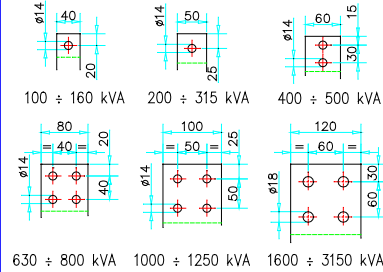 40
ø14
20
100 ÷ 160 kVA
50
ø14
25
200 ÷ 315 kVA
60
15
ø14
30
400 ÷ 500 kVA
80
= 40 =
20
ø14
40
630 ÷ 800 kVA
100
= 50 =
25
ø14
50
1000 ÷ 1250 kVA
120
= 60 =
30
ø18
60
1600 ÷ 3150 kVA